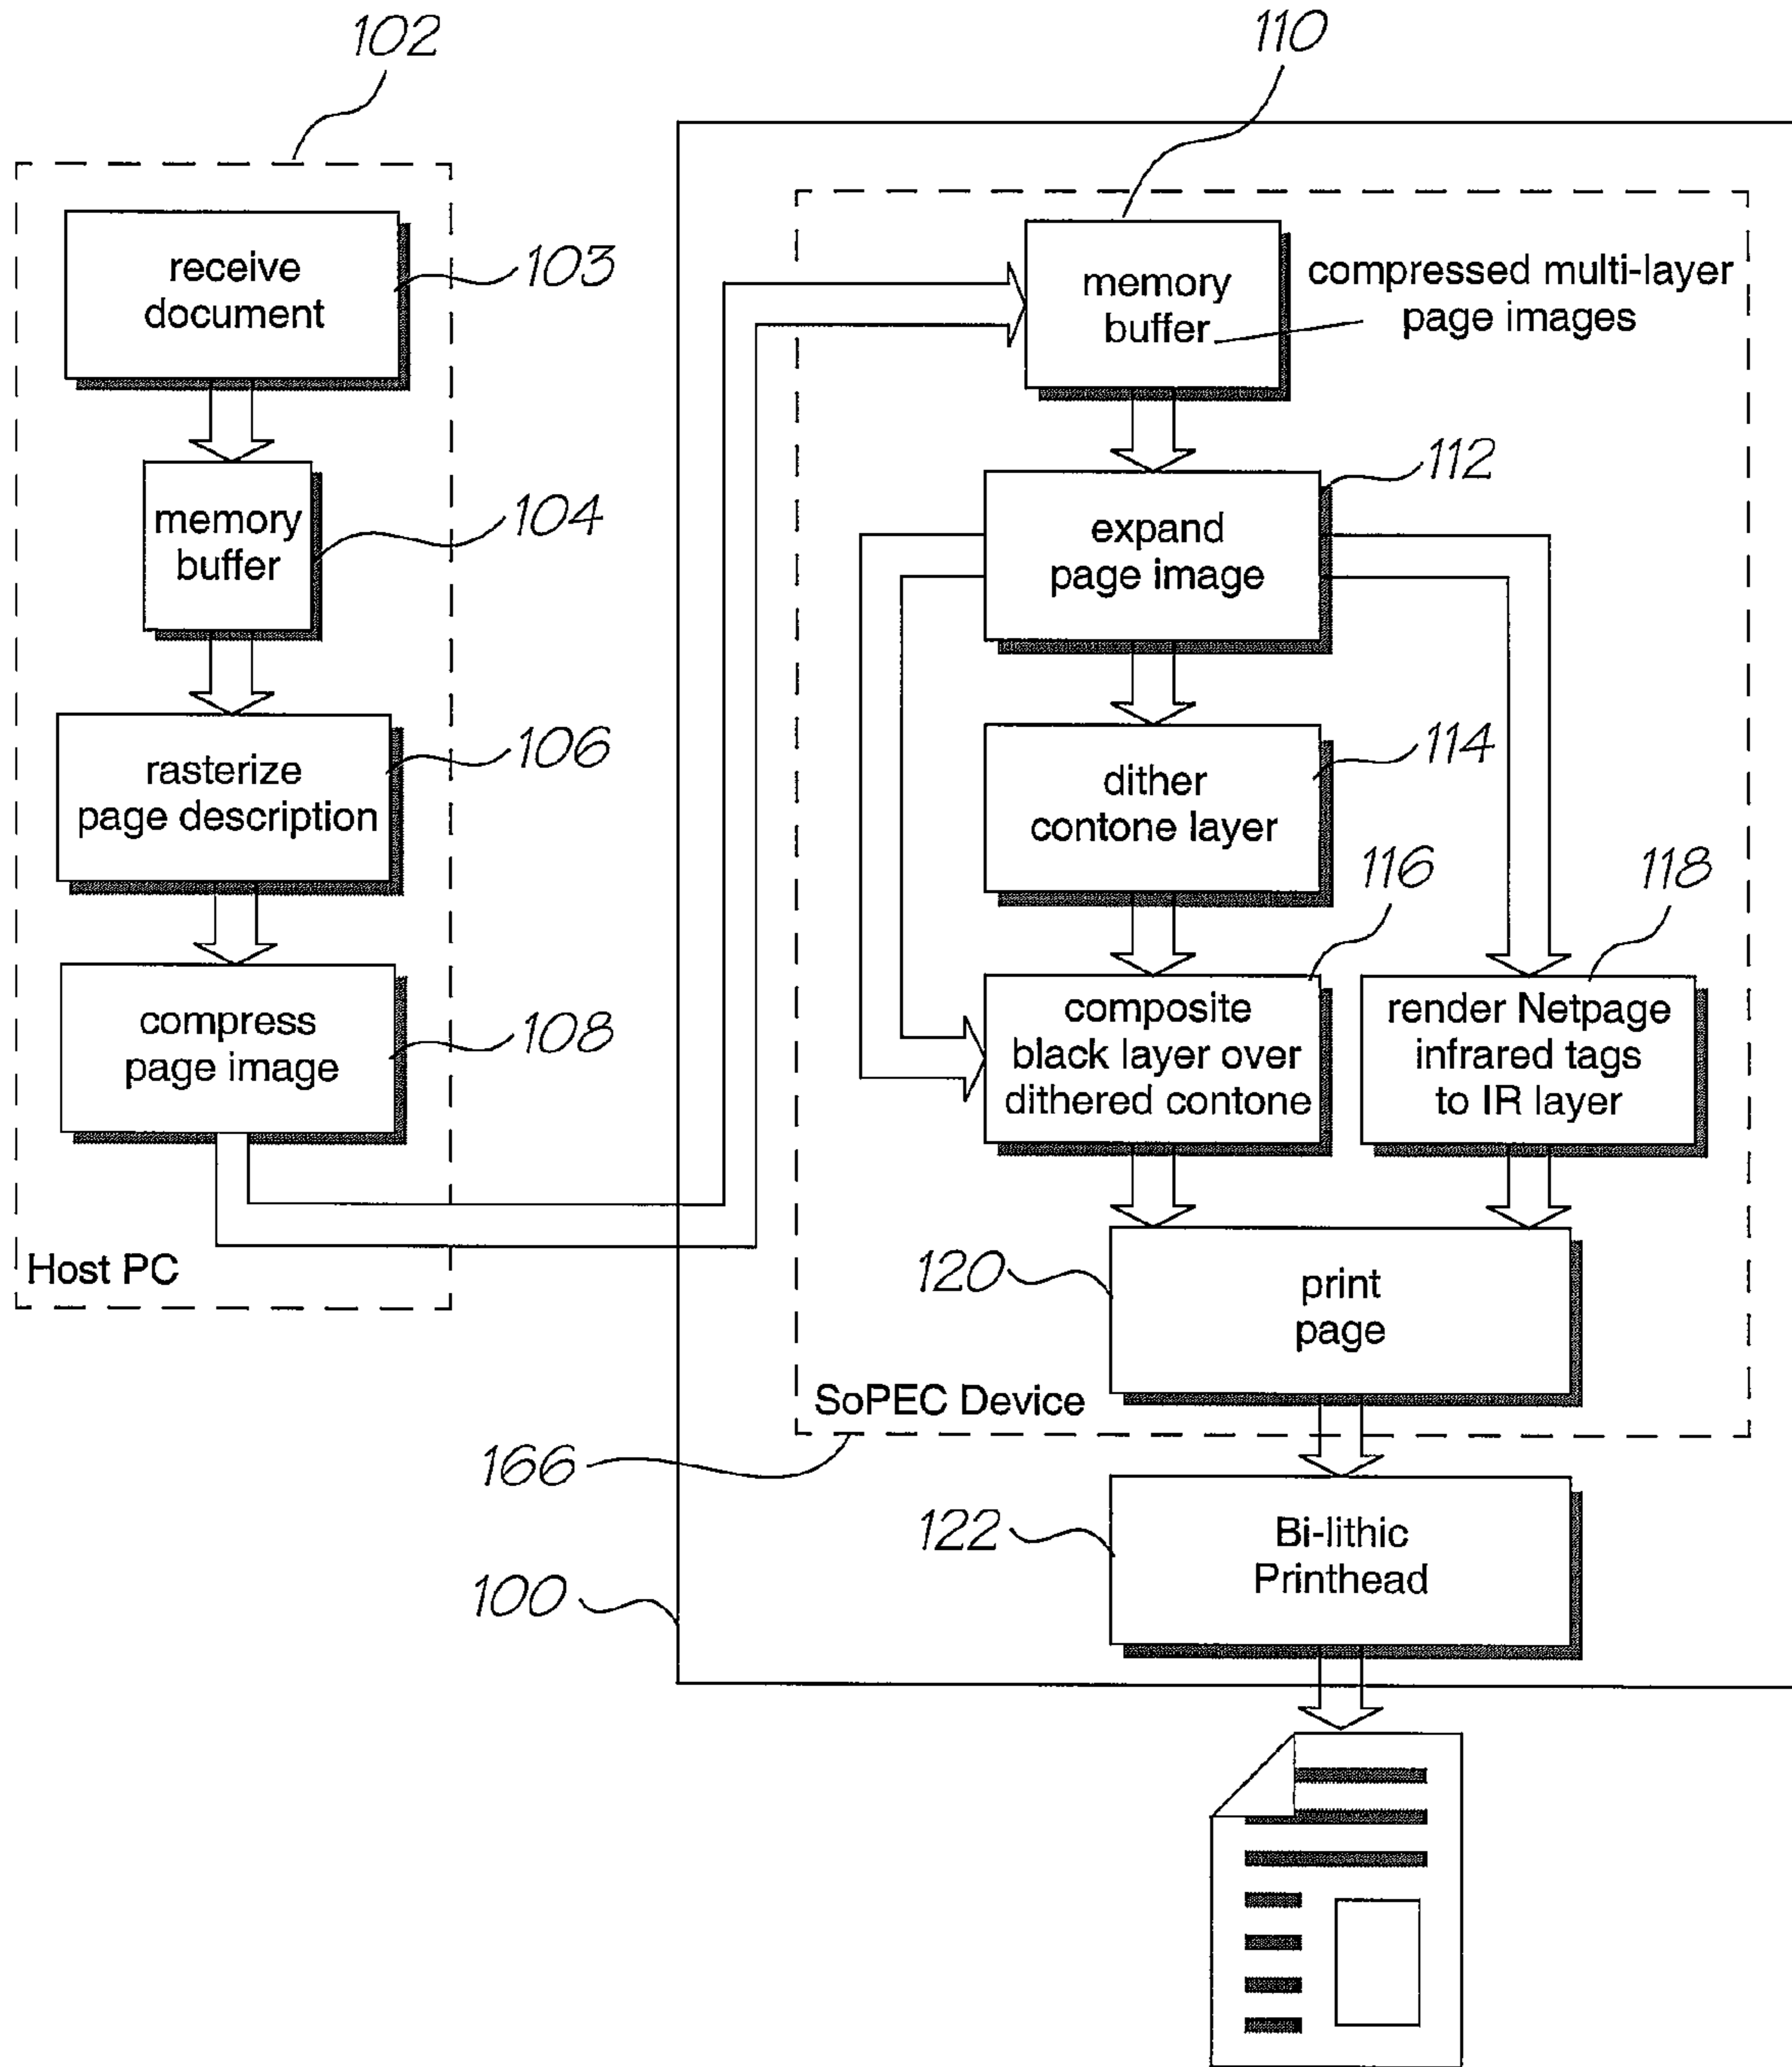 102
receive
document
103
memory
buffer
104
rasterize
page description
106
compress
page image
108
Host PC
110
memory
buffer
compressed multi-layer
page images
expand
page image
112
dither
contone layer
114
composite
black layer over
dithered contone
116
render Netpage
infrared tags
to IR layer
118
print
page
120
SoPEC Device
166
Bi-lithic
Printhead
122
100